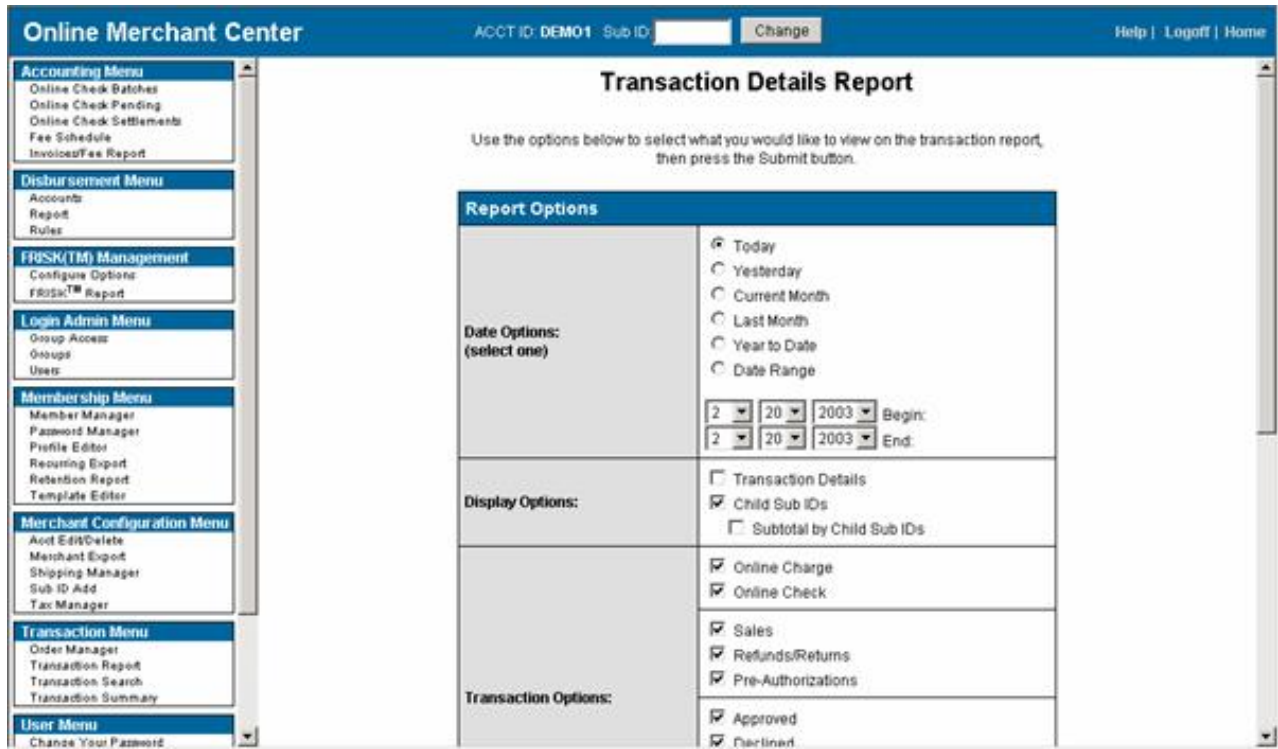 Online Merchant Center
ACCT ID: DEMO1 Sub ID:
Change
Help | Logoff | Home
Accounting Menu
Online Check Batches
Online Check Pending
Online Check Settlements
Fee Schedule
Invoices/Fee Report
Disbursement Menu
Accounts
Report
Rules
FRISK(TM) Management
Configure Options
FRISK™ Report
Login Admin Menu
Group Access
Groups
Users
Membership Menu
Member Manager
Password Manager
Profile Editor
Recurring Export
Retention Report
Template Editor
Merchant Configuration Menu
Acct Edit/Delete
Merchant Export
Shipping Manager
Sub ID Add
Tax Manager
Transaction Menu
Order Manager
Transaction Report
Transaction Search
Transaction Summary
User Menu
Change Your Password
Transaction Details Report
Use the options below to select what you would like to view on the transaction report,
then press the Submit button.
Report Options
Date Options:
(select one)
Today
Yesterday
Current Month
Last Month
Year to Date
Date Range
2 20 2003 Begin:
2 20 2003 End:
Display Options:
Transaction Details
Child Sub IDs
Subtotal by Child Sub IDs
Transaction Options:
Online Charge
Online Check
Sales
Refunds/Returns
Pre-Authorizations
Approved
Declined